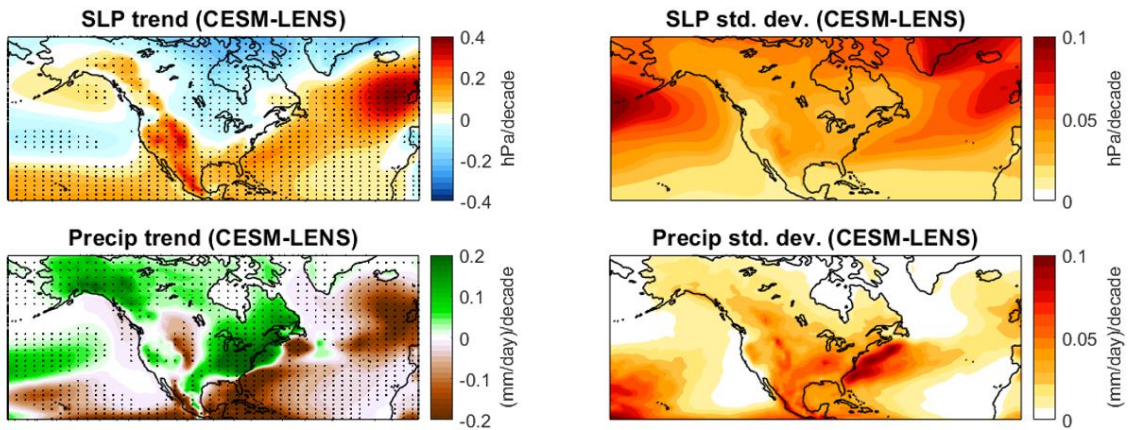 SLP trend (CESM-LENS)
0.4
0.2
0
-0.2
-0.4
hPa/decade
SLP std. dev. (CESM-LENS)
0.1
0.05
0
hPa/decade
Precip trend (CESM-LENS)
0.2
0.1
0
-0.1
-0.2
(mm/day)/decade
Precip std. dev. (CESM-LENS)
0.1
0.05
0
(mm/day)/decade